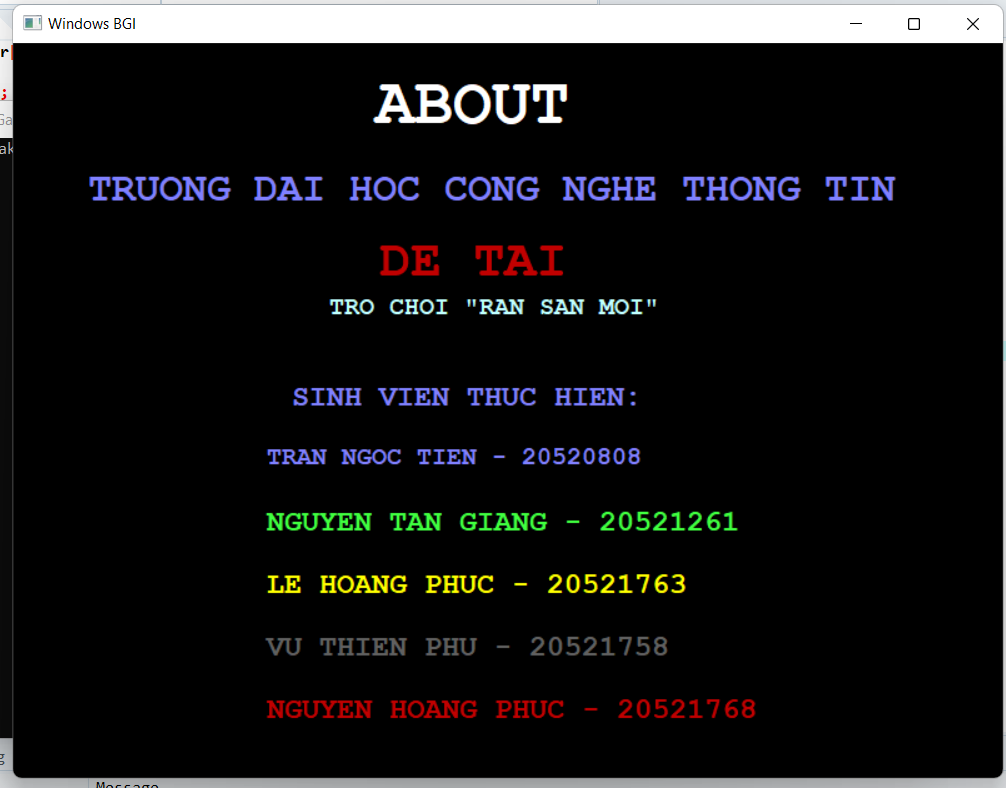 Windows BGI
ABOUT
TRUONG DAI HOC CONG NGHE THONG TIN
DE TAI
TRO CHOI "RAN SAN MOI"
SINH VIEN THUC HIEN:
TRAN NGOC TIEN - 20520808
NGUYEN TAN GIANG - 20521261
LE HOANG PHUC - 20521763
VU THIEN PHU - 20521758
NGUYEN HOANG PHUC - 20521768
Message